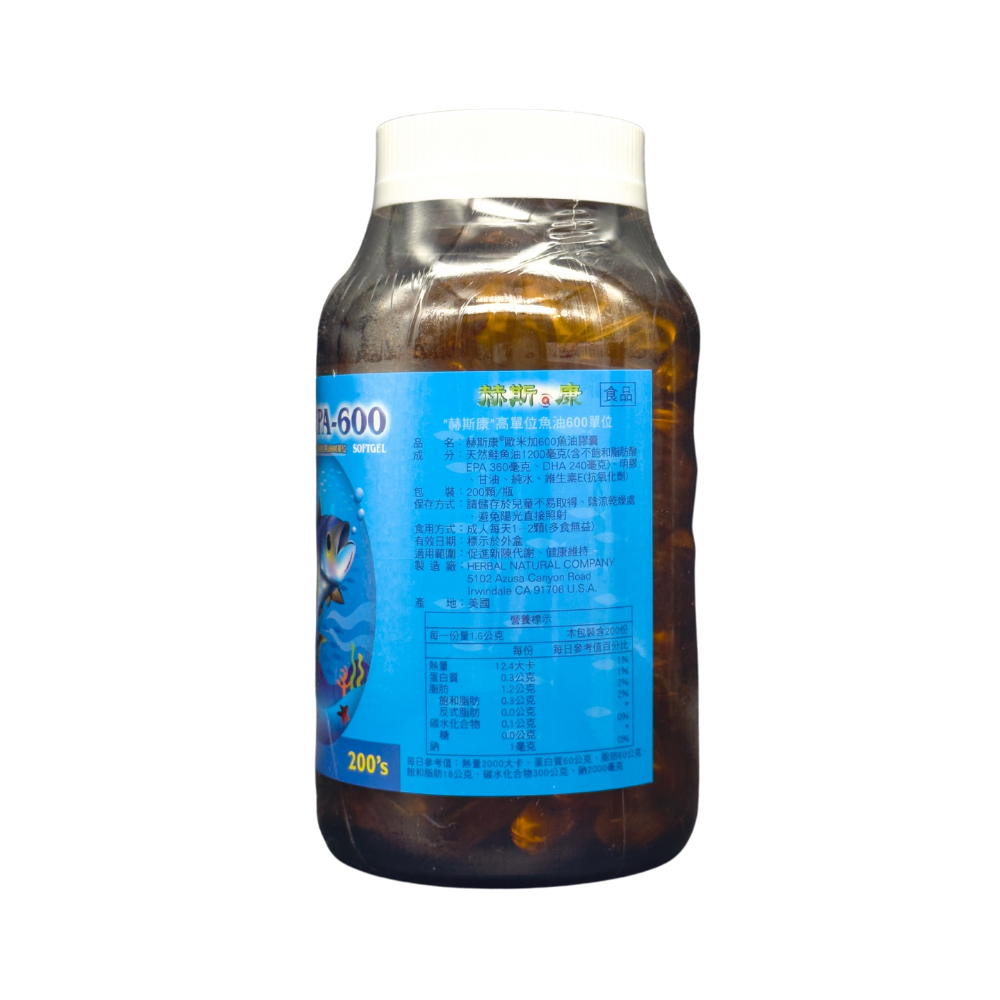 PA-600
SOFTGEL
200's
赫斯康 食品
"赫斯康"高單位魚油600單位
品 名：赫斯康®歐米加600魚油膠囊
成 分：天然鮭魚油1200毫克(含不飽和脂肪酸
EPA 360毫克、DHA 240毫克)、明膠
、甘油、純水、維生素E(抗氧化劑)
包 裝：200顆/瓶
保存方式：請儲存於兒童不易取得、陰涼乾燥處
、避免陽光直接照射
食用方式：成人每天1–2顆(多食無益)
有效日期：標示於外盒
適用範圍：促進新陳代謝、健康維持
製 造 廠：HERBAL NATURAL COMPANY
5102 Azusa Canyon Road
Irwindale CA 91706 U.S.A.
產 地：美國
營養標示
每一份量1.6公克 本包裝含200份
每份 每日參考值百分比
熱量 12.4大卡 1%
蛋白質 0.3公克 1%
脂肪 1.2公克 2%
飽和脂肪 0.3公克 2%
反式脂肪 0.0公克 *
碳水化合物 0.1公克 0%
糖 0.0公克 *
鈉 1毫克 0%
每日參考值：熱量2000大卡、蛋白質60公克、脂肪60公克、
飽和脂肪18公克、碳水化合物300公克、鈉2000毫克